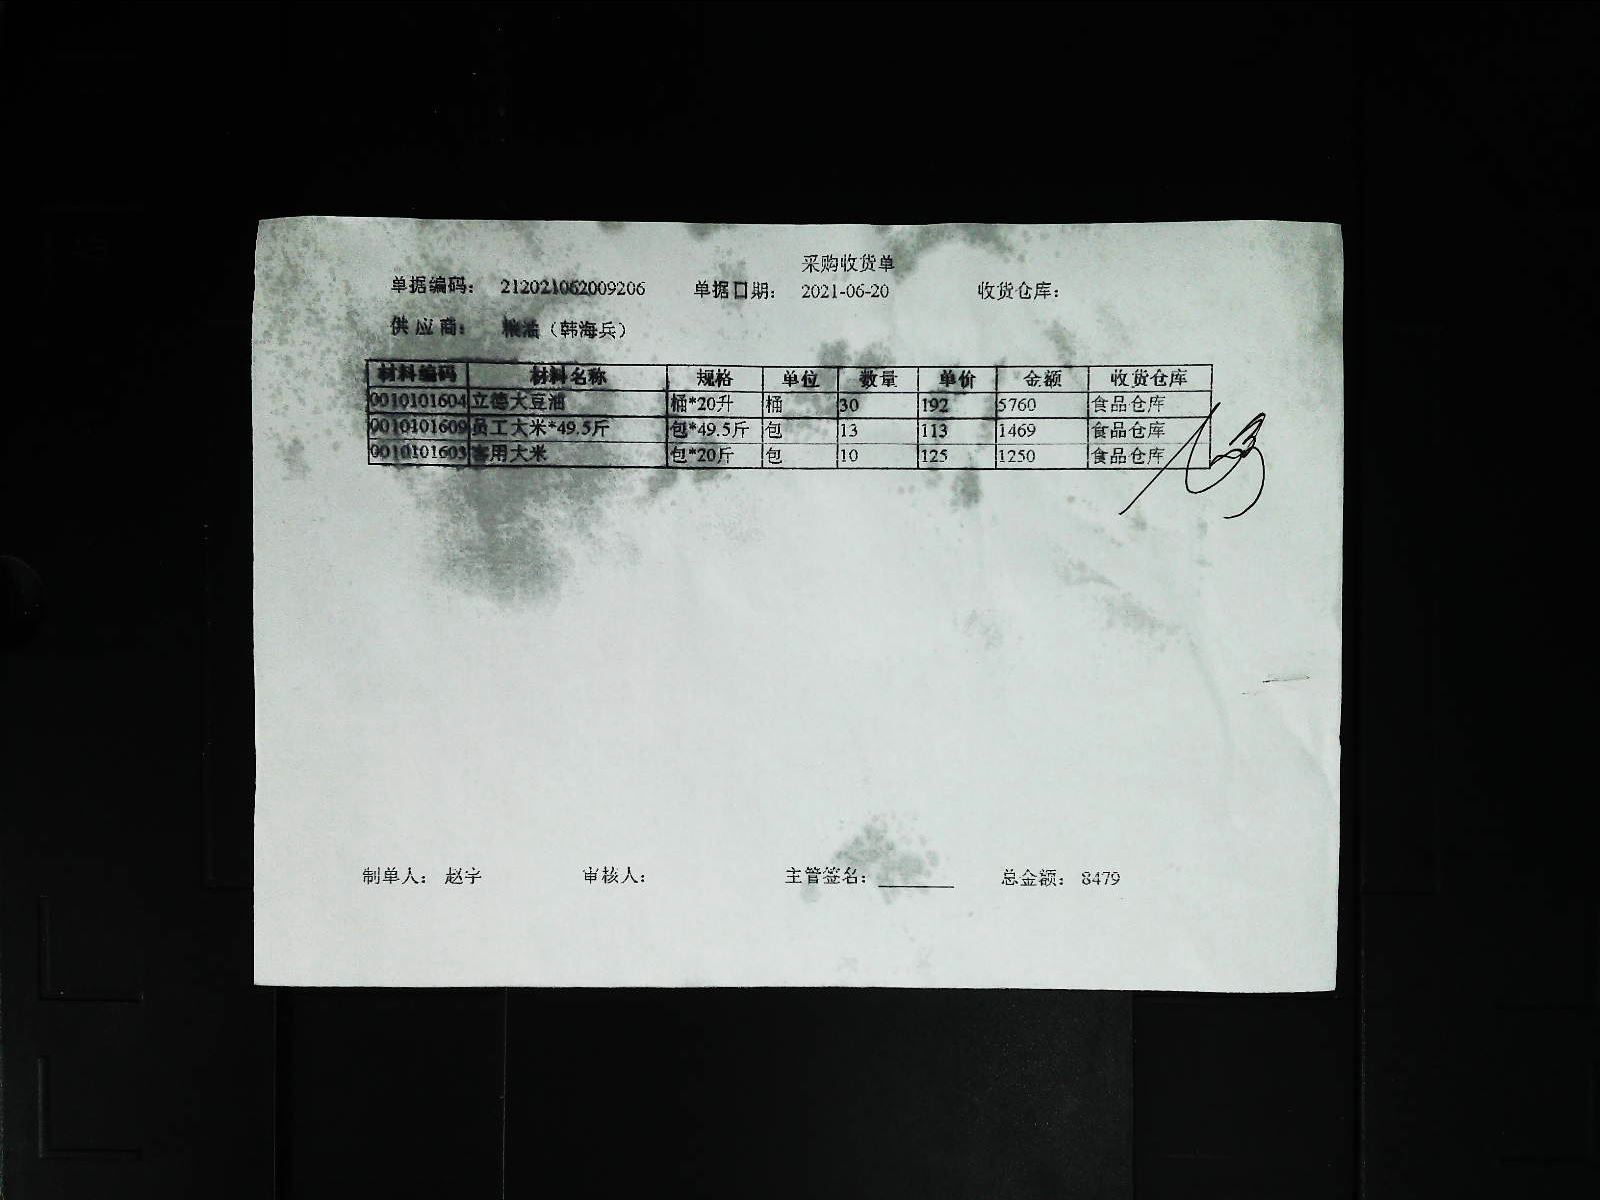 采购收货单
单据编码： 212021062009206 单据日期： 2021-06-20 收货仓库：
供 应 商： 粮油（韩海兵）
材料编码 材料名称 规格 单位 数量 单价 金额 收货仓库
0010101604 立德大豆油 桶*20升 桶 30 192 5760 食品仓库
0010101609 员工大米*49.5斤 包*49.5斤 包 13 113 1469 食品仓库
0010101603 客用大米 包*20斤 包 10 125 1250 食品仓库
制单人： 赵宇 审核人： 主管签名： 总金额： 8479